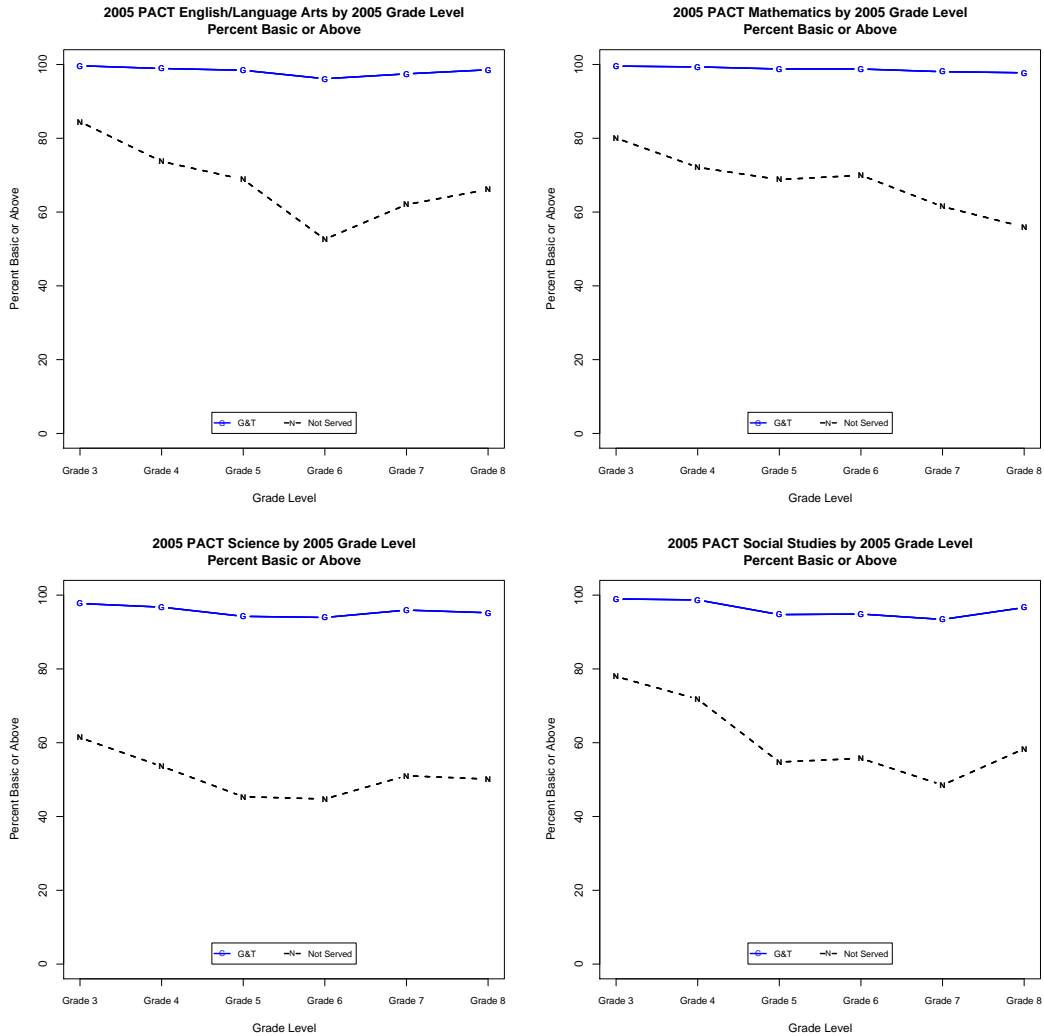 2005 PACT English/Language Arts by 2005 Grade Level
Percent Basic or Above
Percent Basic or Above
100
80
60
40
20
0
G G G G G G
N N N N N N
G G&T N Not Served
Grade 3 Grade 4 Grade 5 Grade 6 Grade 7 Grade 8
Grade Level
2005 PACT Mathematics by 2005 Grade Level
Percent Basic or Above
Percent Basic or Above
100
80
60
40
20
0
G G G G G G
N N N N N N
G G&T N Not Served
Grade 3 Grade 4 Grade 5 Grade 6 Grade 7 Grade 8
Grade Level
2005 PACT Science by 2005 Grade Level
Percent Basic or Above
Percent Basic or Above
100
80
60
40
20
0
G G G G G G
N N N N N N
G G&T N Not Served
Grade 3 Grade 4 Grade 5 Grade 6 Grade 7 Grade 8
Grade Level
2005 PACT Social Studies by 2005 Grade Level
Percent Basic or Above
Percent Basic or Above
100
80
60
40
20
0
G G G G G G
N N N N N N
G G&T N Not Served
Grade 3 Grade 4 Grade 5 Grade 6 Grade 7 Grade 8
Grade Level